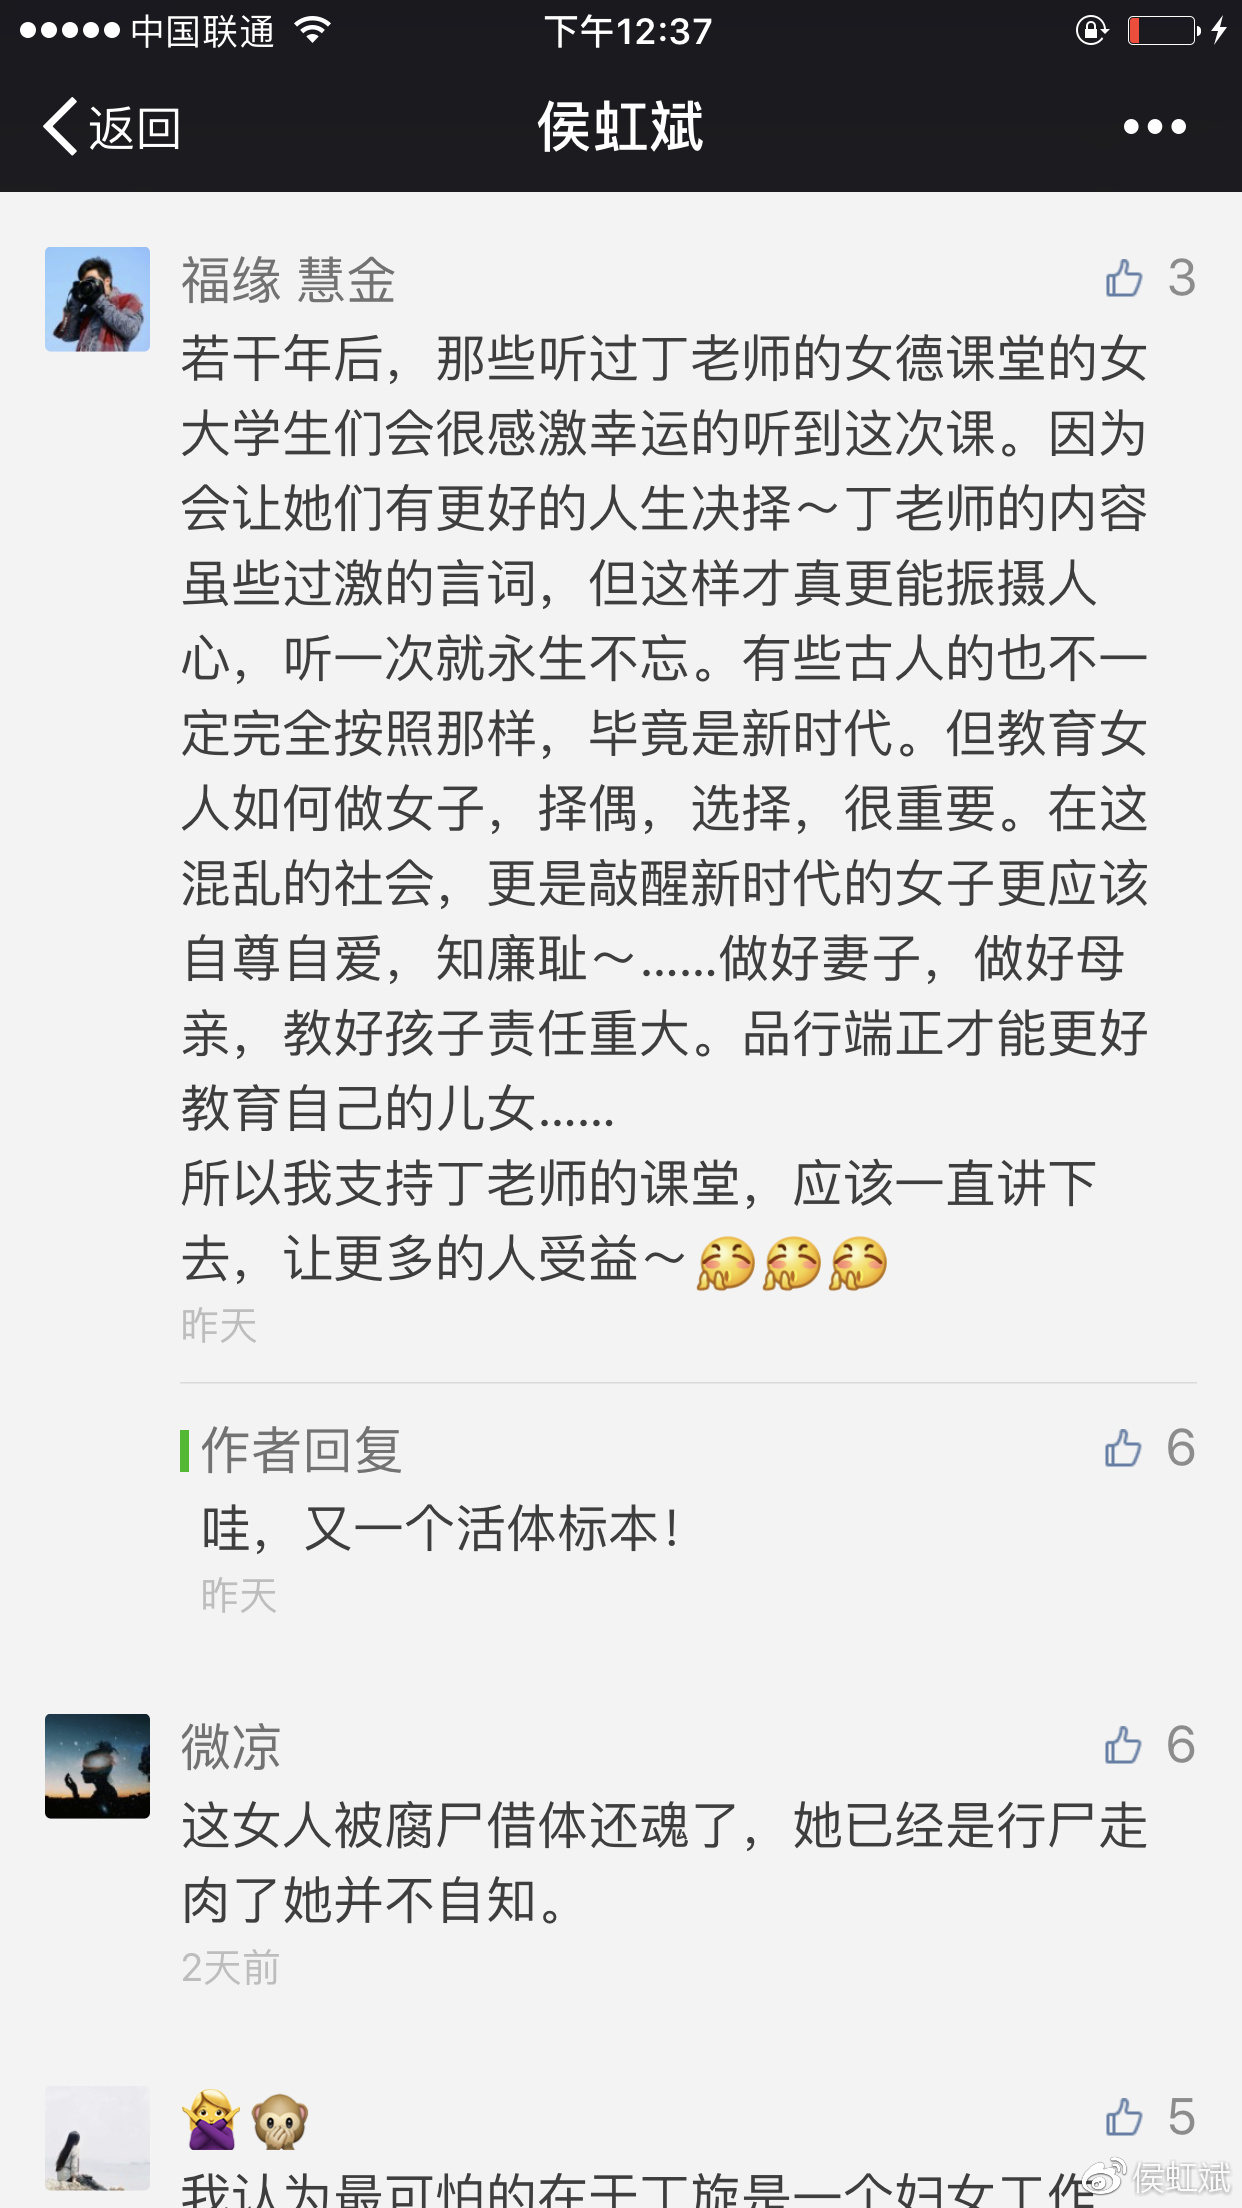 中国联通
下午12:37
返回
侯虹斌
福缘 慧金
3
若干年后，那些听过丁老师的女德课堂的女
大学生们会很感激幸运的听到这次课。因为
会让她们有更好的人生决择～丁老师的内容
虽些过激的言词，但这样才真更能振摄人
心，听一次就永生不忘。有些古人的也不一
定完全按照那样，毕竟是新时代。但教育女
人如何做女子，择偶，选择，很重要。在这
混乱的社会，更是敲醒新时代的女子更应该
自尊自爱，知廉耻～......做好妻子，做好母
亲，教好孩子责任重大。品行端正才能更好
教育自己的儿女......
所以我支持丁老师的课堂，应该一直讲下
去，让更多的人受益～
昨天
作者回复
6
哇，又一个活体标本！
昨天
微凉
6
这女人被腐尸借体还魂了，她已经是行尸走
肉了她并不自知。
2天前
5
我认为最可怕的在于丁旋是一个妇女工作
侯虹斌